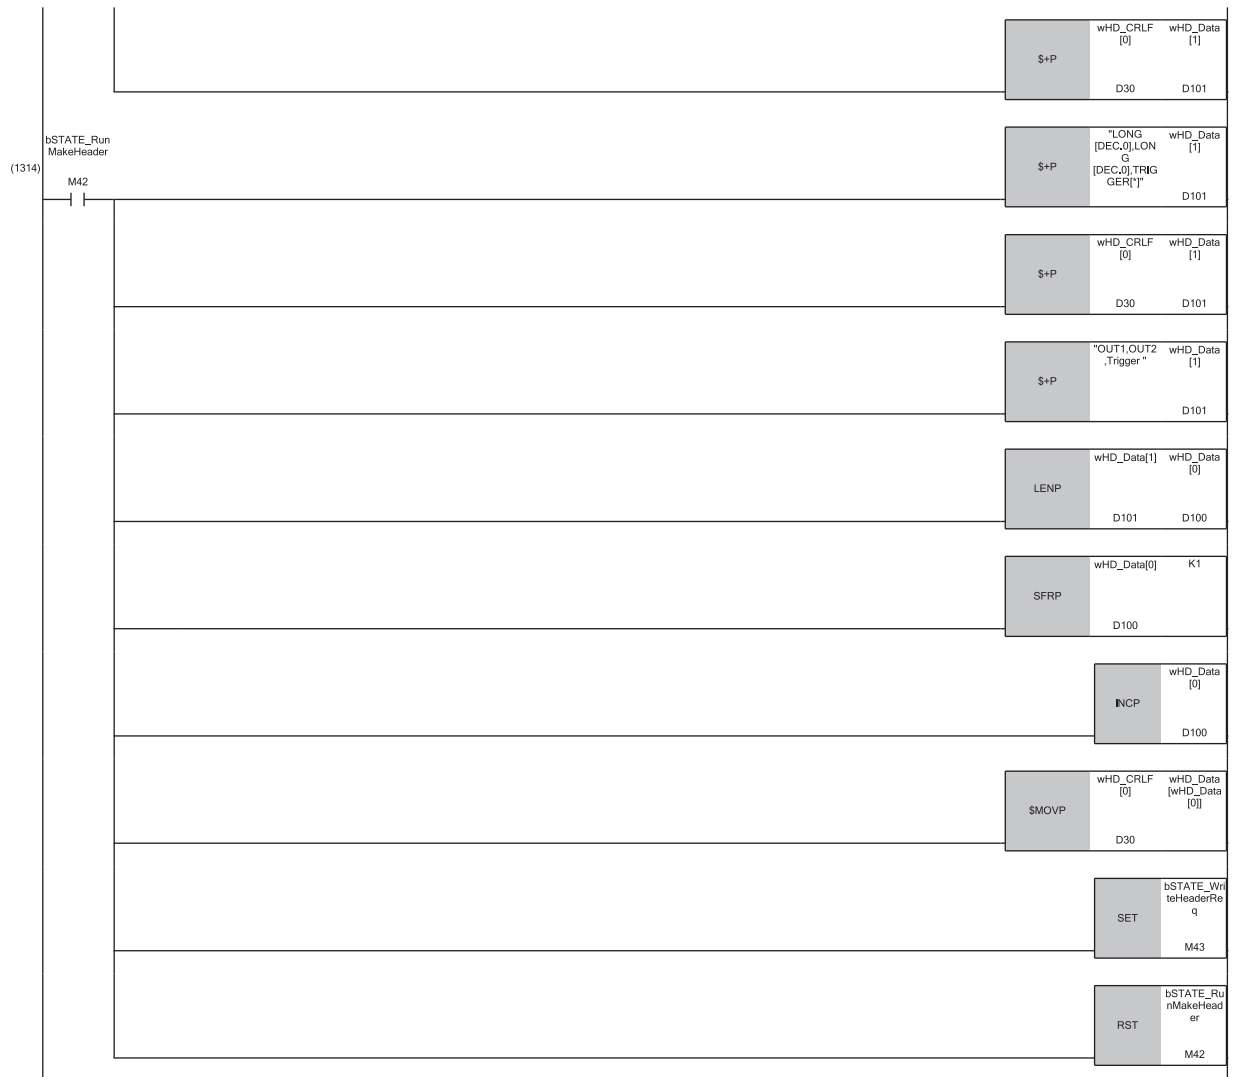 wHD_CRLF wHD_Data
[0] [1]
$+P
D30 D101
bSTATE_Run
MakeHeader
(1314)
M42
"LONG wHD_Data
[DEC.0],LON [1]
G
$+P
[DEC.0],TRIG
GER[*]"
D101
wHD_CRLF wHD_Data
[0] [1]
$+P
D30 D101
"OUT1,OUT2 wHD_Data
,Trigger " [1]
$+P
D101
wHD_Data[1] wHD_Data
[0]
LENP
D101 D100
wHD_Data[0] K1
SFRP
D100
wHD_Data
[0]
INCP
D100
wHD_CRLF wHD_Data
[0] [wHD_Data
[0]]
$MOVP
D30
bSTATE_Wri
teHeaderRe
q
SET
M43
bSTATE_Ru
nMakeHead
er
RST
M42